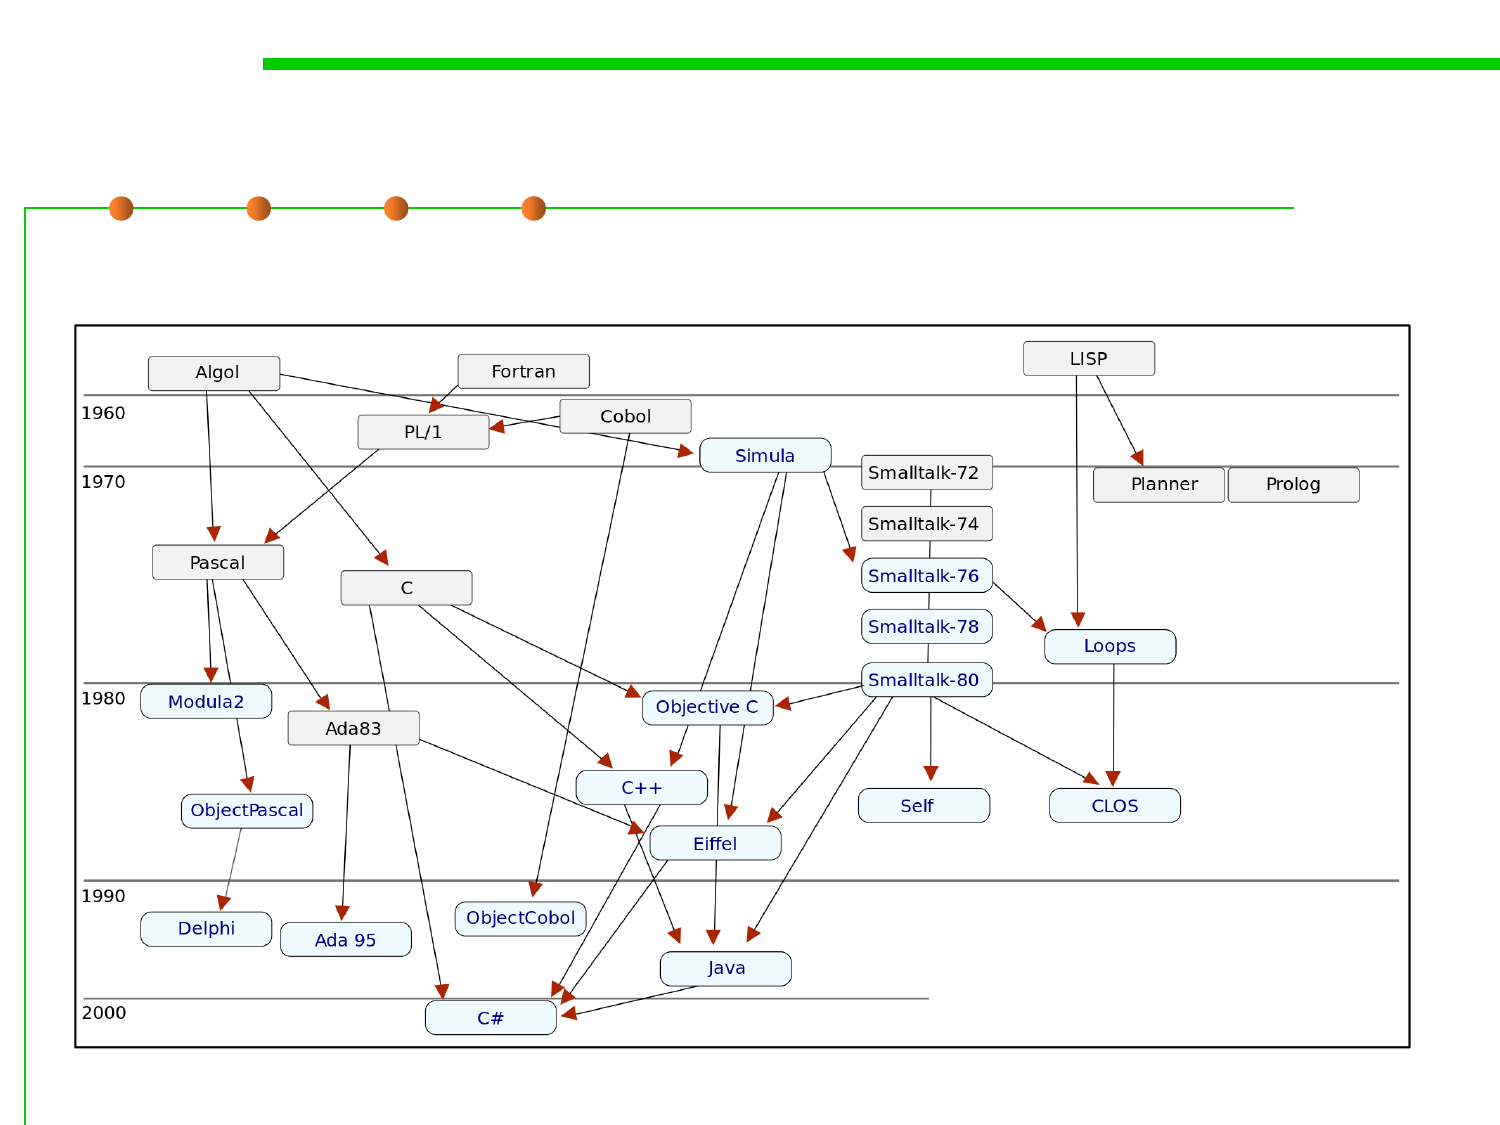 LISP
Algol
Fortran
1960
Cobol
PL/1
Simula
1970
Smalltalk-72
Planner
Prolog
Smalltalk-74
Pascal
Smalltalk-76
C
Smalltalk-78
Loops
1980
Smalltalk-80
Modula2
Objective C
Ada83
C++
ObjectPascal
Self
CLOS
Eiffel
1990
ObjectCobol
Delphi
Ada 95
Java
2000
C#